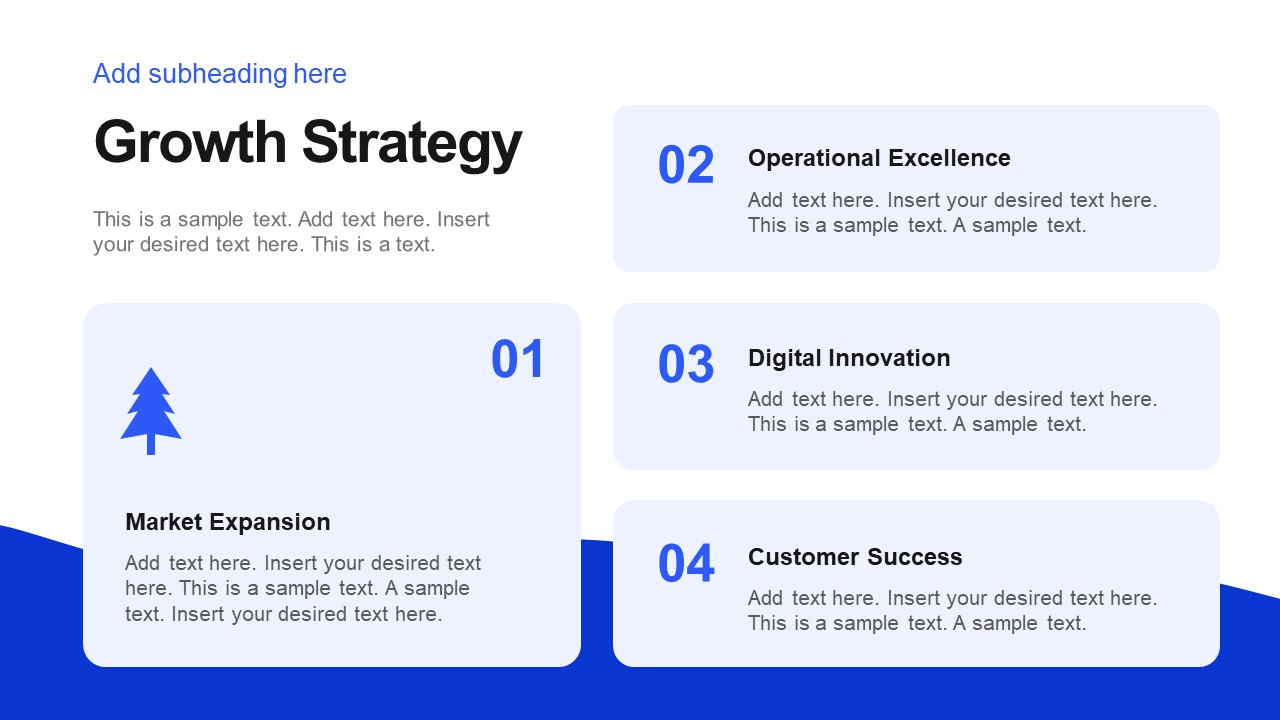 Add subheading here
Growth Strategy
This is a sample text. Add text here. Insert
your desired text here. This is a text.
01
Market Expansion
Add text here. Insert your desired text
here. This is a sample text. A sample
text. Insert your desired text here.
02
Operational Excellence
Add text here. Insert your desired text here.
This is a sample text. A sample text.
03
Digital Innovation
Add text here. Insert your desired text here.
This is a sample text. A sample text.
04
Customer Success
Add text here. Insert your desired text here.
This is a sample text. A sample text.